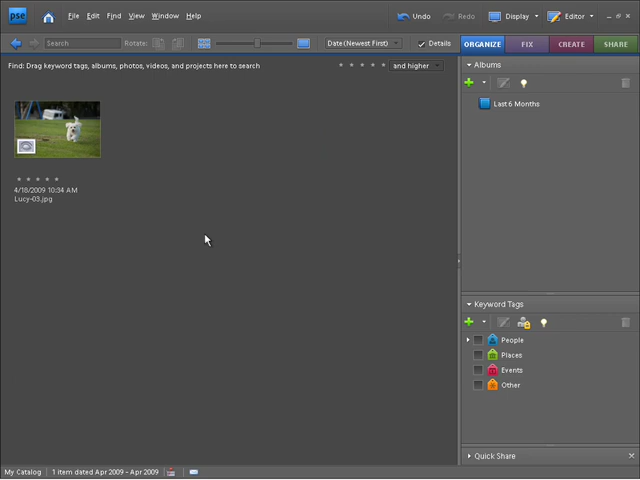 pse File Edit Find View Window Help Undo Redo Display Editor
Search Rotate: Date(Newest First) Details ORGANIZE FIX CREATE SHARE
Find: Drag keyword tags, albums, photos, videos, and projects here to search and higher
Albums
Last 6 Months
4/18/2009 10:34 AM
Lucy-03.jpg
Keyword Tags
People
Places
Events
Other
Quick Share
My Catalog 1 item dated Apr 2009 - Apr 2009